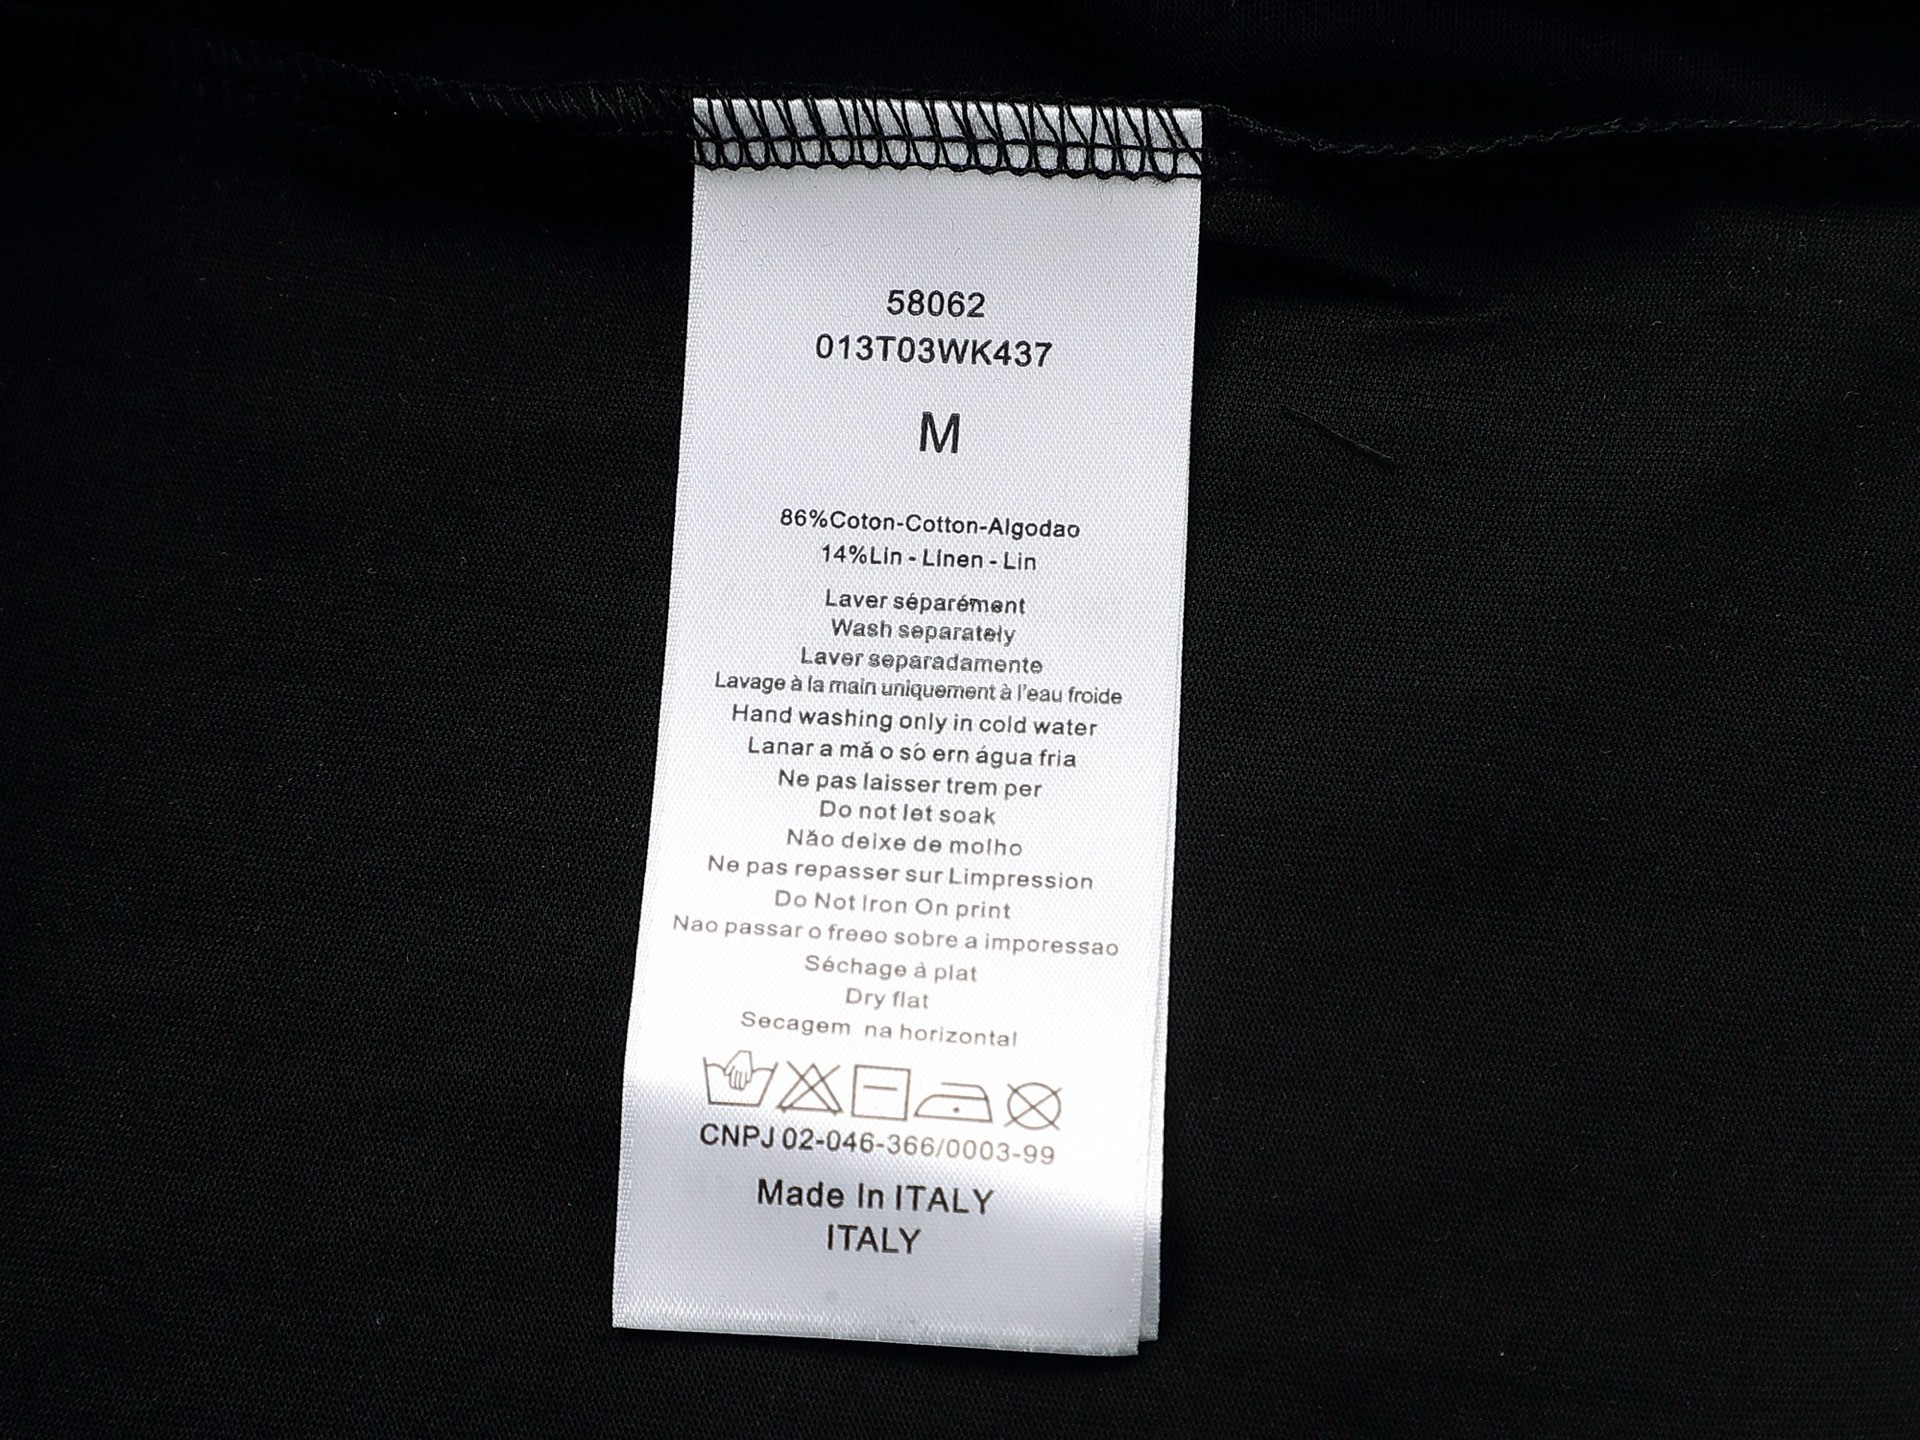 58062
013T03WK437
M
86%Coton-Cotton-Algodao
14%Lin - Linen - Lin
Laver séparément
Wash separately
Laver separadamente
Lavage à la main uniquement à l'eau froide
Hand washing only in cold water
Lanar a mã o só ern água fria
Ne pas laisser trem per
Do not let soak
Não deixe de molho
Ne pas repasser sur Limpression
Do Not Iron On print
Nao passar o freeo sobre a imporessao
Séchage à plat
Dry flat
Secagem na horizontal
CNPJ 02-046-366/0003-99
Made In ITALY
ITALY